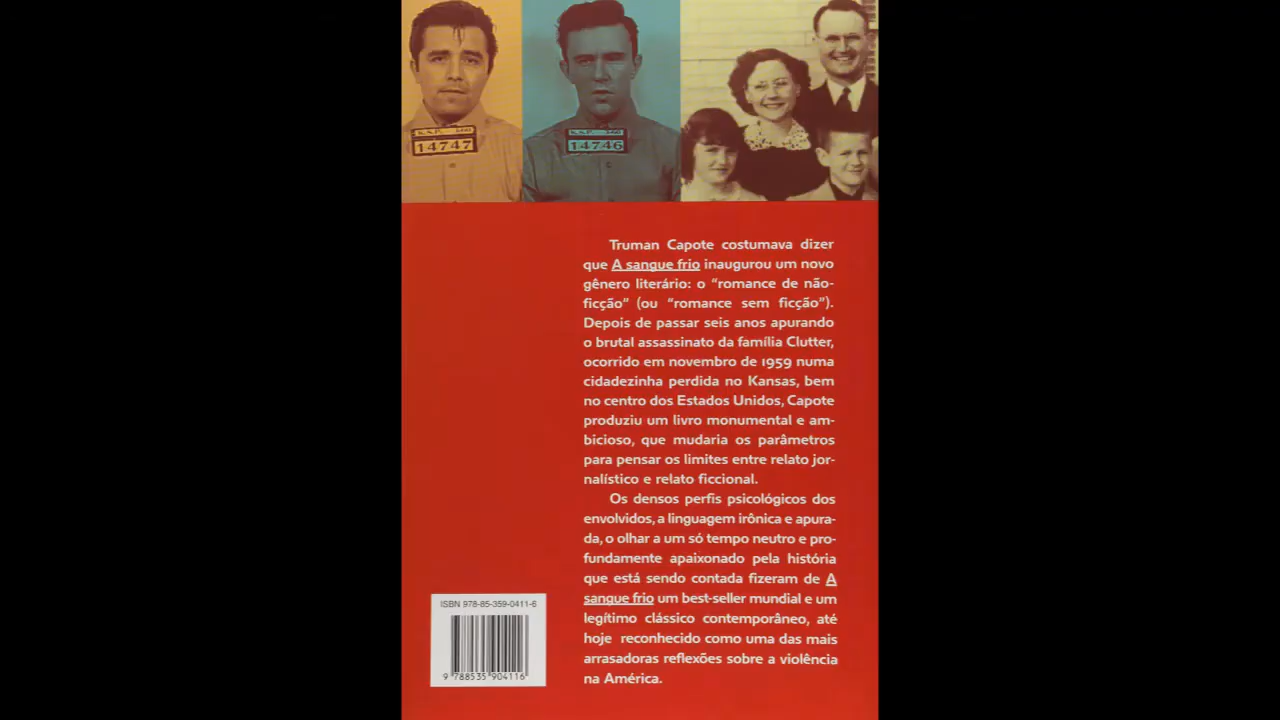 K.S.P. – 3.60
14747
K.S.P. 3.60
14746
Truman Capote costumava dizer
que A sangue frio inaugurou um novo
gênero literário: o “romance de não-
ficção” (ou “romance sem ficção”).
Depois de passar seis anos apurando
o brutal assassinato da família Clutter,
ocorrido em novembro de 1959 numa
cidadezinha perdida no Kansas, bem
no centro dos Estados Unidos, Capote
produziu um livro monumental e am-
bicioso, que mudaria os parâmetros
para pensar os limites entre relato jor-
nalístico e relato ficcional.
Os densos perfis psicológicos dos
envolvidos, a linguagem irônica e apura-
da, o olhar a um só tempo neutro e pro-
fundamente apaixonado pela história
que está sendo contada fizeram de A
sangue frio um best-seller mundial e um
legítimo clássico contemporâneo, até
hoje reconhecido como uma das mais
arrasadoras reflexões sobre a violência
na América.
ISBN 978-85-359-0411-6
9 788535 904116